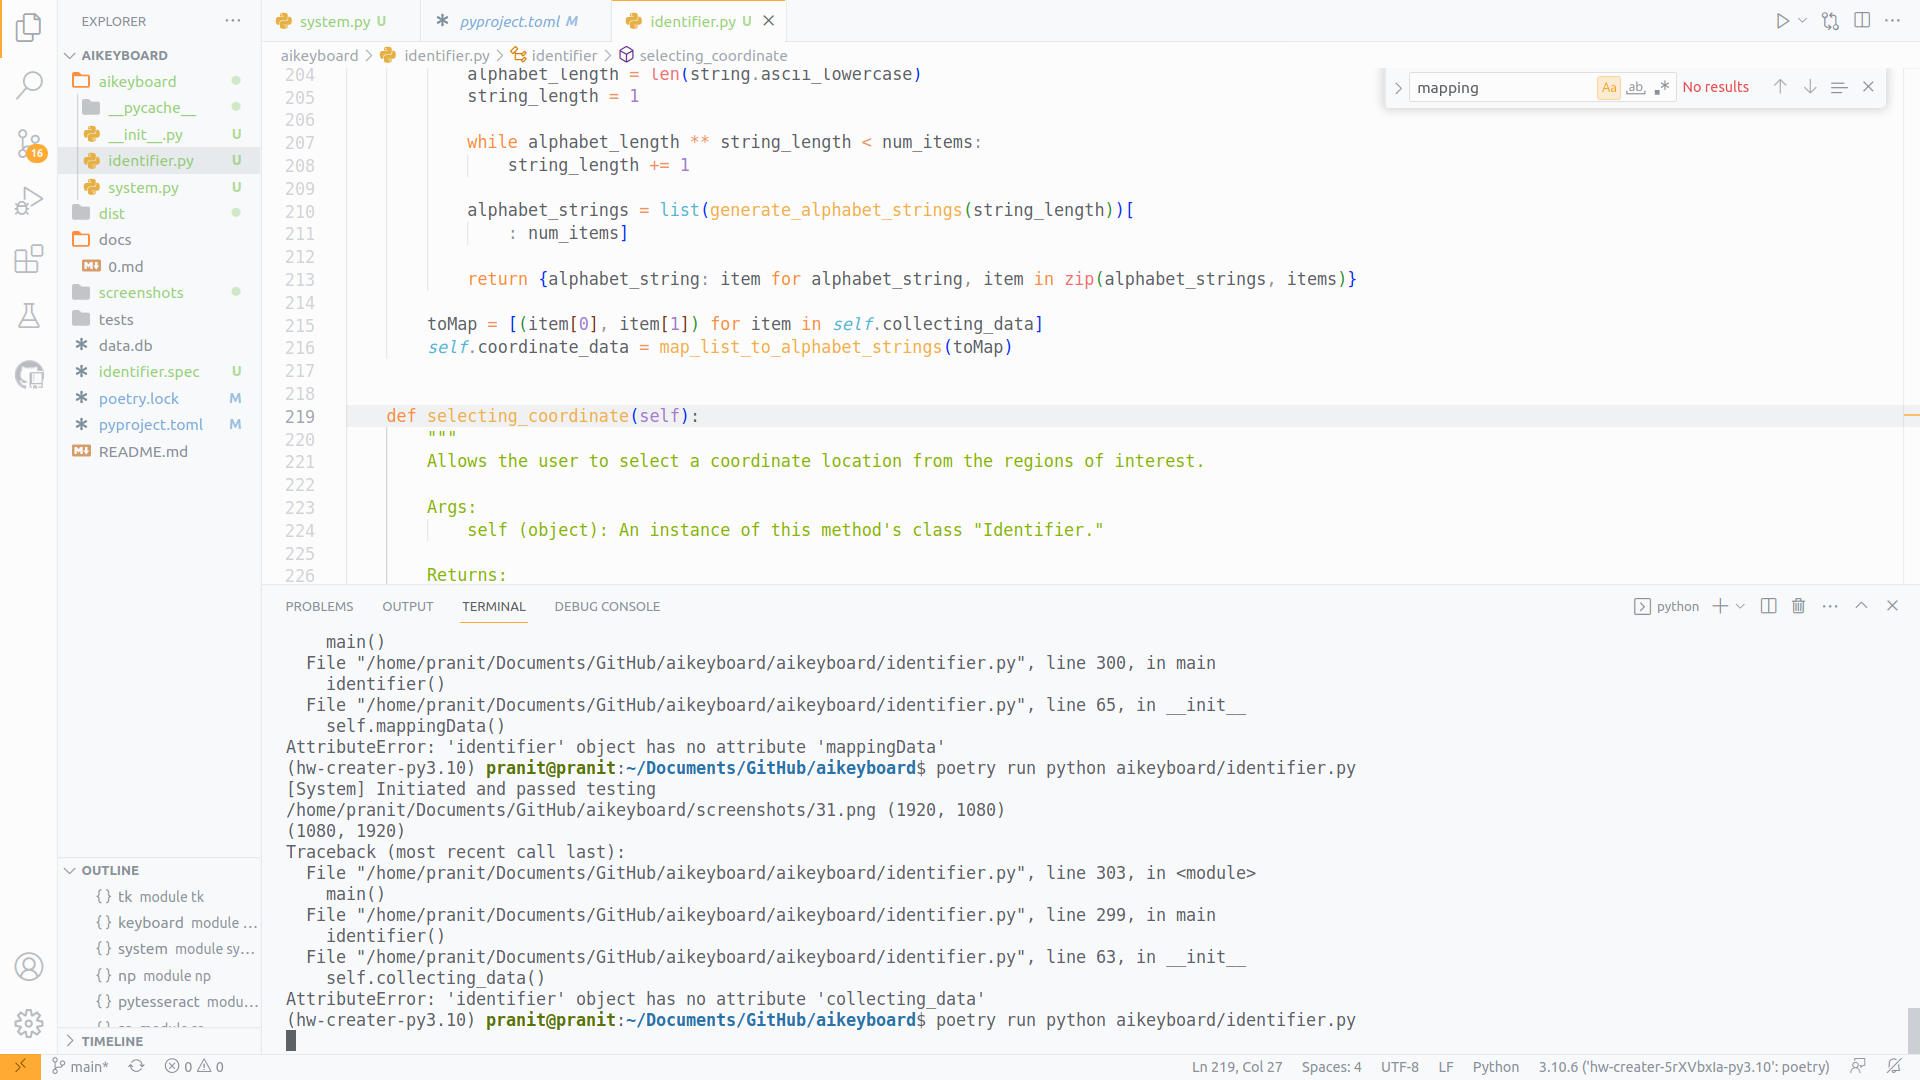 EXPLORER
AIKEYBOARD
aikeyboard
__pycache__
__init__.py U
identifier.py U
system.py U
dist
docs
0.md
screenshots
tests
data.db
identifier.spec U
poetry.lock M
pyproject.toml M
README.md
OUTLINE
tk module tk
keyboard module ...
system module sy...
np module np
pytesseract modu...
TIMELINE
16
system.py U
pyproject.toml M
identifier.py U
aikeyboard > identifier.py > identifier > selecting_coordinate
mapping
Aa
ab
No results
204 alphabet_length = len(string.ascii_lowercase)
205 string_length = 1
206
207 while alphabet_length ** string_length < num_items:
208 string_length += 1
209
210 alphabet_strings = list(generate_alphabet_strings(string_length))[
211 : num_items]
212
213 return {alphabet_string: item for alphabet_string, item in zip(alphabet_strings, items)}
214
215 toMap = [(item[0], item[1]) for item in self.collecting_data]
216 self.coordinate_data = map_list_to_alphabet_strings(toMap)
217
218
219 def selecting_coordinate(self):
220 """
221 Allows the user to select a coordinate location from the regions of interest.
222
223 Args:
224 self (object): An instance of this method's class "Identifier."
225
226 Returns:
PROBLEMS OUTPUT TERMINAL DEBUG CONSOLE
python
main()
File "/home/pranit/Documents/GitHub/aikeyboard/aikeyboard/identifier.py", line 300, in main
identifier()
File "/home/pranit/Documents/GitHub/aikeyboard/aikeyboard/identifier.py", line 65, in __init__
self.mappingData()
AttributeError: 'identifier' object has no attribute 'mappingData'
(hw-creater-py3.10) pranit@pranit:~/Documents/GitHub/aikeyboard$ poetry run python aikeyboard/identifier.py
[System] Initiated and passed testing
/home/pranit/Documents/GitHub/aikeyboard/screenshots/31.png (1920, 1080)
(1080, 1920)
Traceback (most recent call last):
File "/home/pranit/Documents/GitHub/aikeyboard/aikeyboard/identifier.py", line 303, in <module>
main()
File "/home/pranit/Documents/GitHub/aikeyboard/aikeyboard/identifier.py", line 299, in main
identifier()
File "/home/pranit/Documents/GitHub/aikeyboard/aikeyboard/identifier.py", line 63, in __init__
self.collecting_data()
AttributeError: 'identifier' object has no attribute 'collecting_data'
(hw-creater-py3.10) pranit@pranit:~/Documents/GitHub/aikeyboard$ poetry run python aikeyboard/identifier.py
main* 0 0
Ln 219, Col 27 Spaces: 4 UTF-8 LF Python 3.10.6 ('hw-creater-5rXVbxIa-py3.10': poetry)